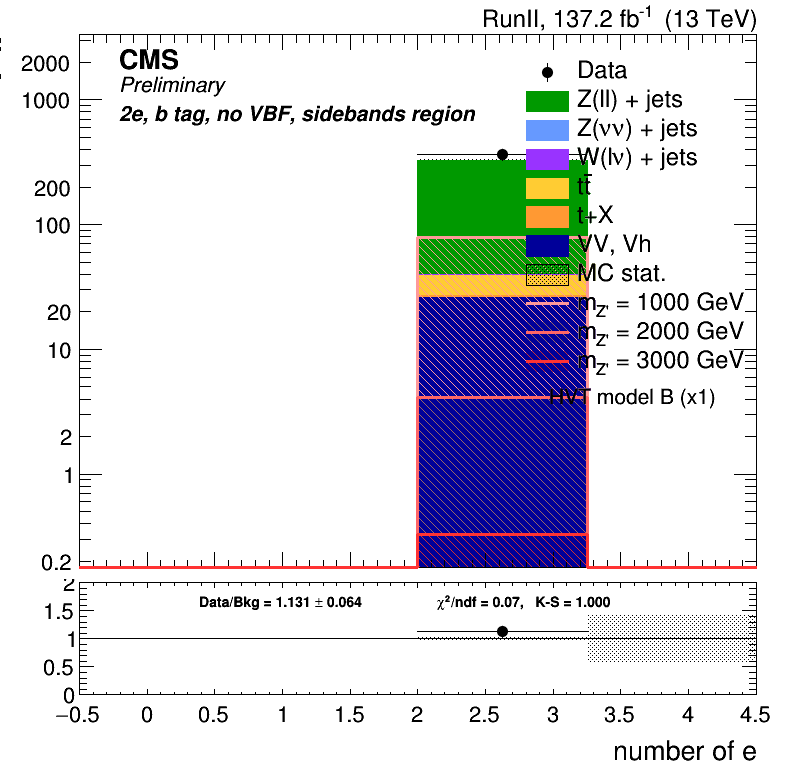 RunII, 137.2 fb⁻¹ (13 TeV)
CMS
Preliminary
2e, b tag, no VBF, sidebands region
Data
Z(ll) + jets
Z(νν) + jets
W(lν) + jets
tt̅
t+X
VV, Vh
MC stat.
m_Z' = 1000 GeV
m_Z' = 2000 GeV
m_Z' = 3000 GeV
HVT model B (x1)
2000
1000
200
100
20
10
2
1
0.2
Data/Bkg = 1.131 ± 0.064
χ²/ndf = 0.07, K-S = 1.000
2
1.5
1
0.5
0
−0.5 0 0.5 1 1.5 2 2.5 3 3.5 4 4.5
number of e